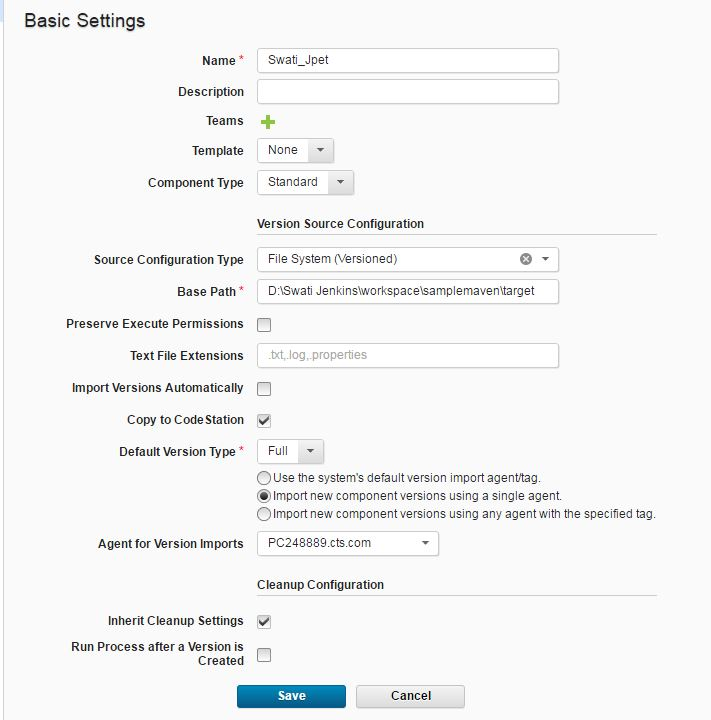 Basic Settings
Name * Swati_Jpet
Description
Teams
Template None
Component Type Standard
Version Source Configuration
Source Configuration Type File System (Versioned)
Base Path * D:\Swati Jenkins\workspace\samplemaven\target
Preserve Execute Permissions
Text File Extensions .txt,.log,.properties
Import Versions Automatically
Copy to CodeStation
Default Version Type * Full
Use the system's default version import agent/tag.
Import new component versions using a single agent.
Import new component versions using any agent with the specified tag.
Agent for Version Imports PC248889.cts.com
Cleanup Configuration
Inherit Cleanup Settings
Run Process after a Version is
Created
Save Cancel